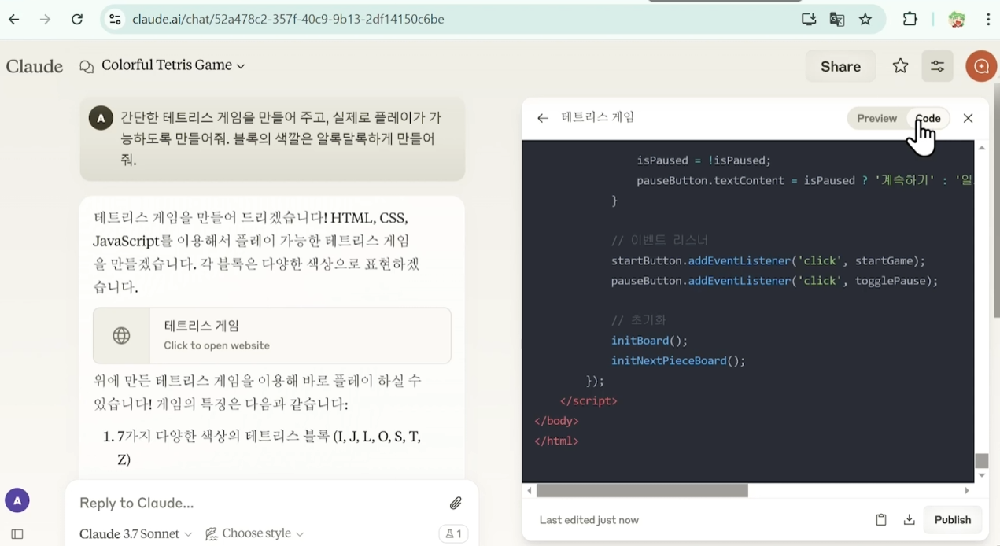 claude.ai/chat/52a478c2-357f-40c9-9b13-2df14150c6be
Claude
Colorful Tetris Game
Share
A
간단한 테트리스 게임을 만들어 주고, 실제로 플레이가 가
능하도록 만들어줘. 블록의 색깔은 알록달록하게 만들어
줘.
테트리스 게임을 만들어 드리겠습니다! HTML, CSS,
JavaScript를 이용해서 플레이 가능한 테트리스 게임
을 만들겠습니다. 각 블록은 다양한 색상으로 표현하겠
습니다.
테트리스 게임
Click to open website
위에 만든 테트리스 게임을 이용해 바로 플레이 하실 수
있습니다! 게임의 특징은 다음과 같습니다:
1. 7가지 다양한 색상의 테트리스 블록 (I, J, L, O, S, T,
Z)
A
Reply to Claude...
Claude 3.7 Sonnet
Choose style
1
테트리스 게임
Preview
Code
isPaused = !isPaused;
pauseButton.textContent = isPaused ? '계속하기' : '일
}
// 이벤트 리스너
startButton.addEventListener('click', startGame);
pauseButton.addEventListener('click', togglePause);
// 초기화
initBoard();
initNextPieceBoard();
});
</script>
</body>
</html>
Last edited just now
Publish